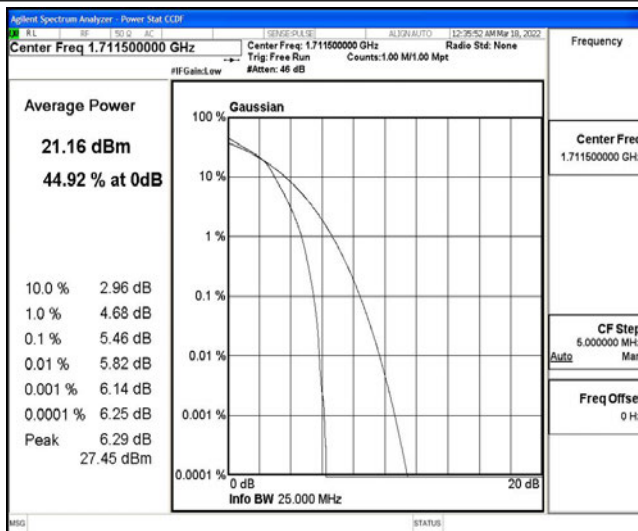 Agilent Spectrum Analyzer - Power Stat CCDF
RL RF 50 Ω AC SENSE:PULSE ALIGN AUTO 12:35:52 AM Mar 18, 2022
Center Freq 1.711500000 GHz
Center Freq: 1.711500000 GHz Radio Std: None
Trig: Free Run Counts:1.00 M/1.00 Mpt
#IFGain:Low #Atten: 46 dB
Frequency
Average Power
21.16 dBm
44.92 % at 0dB
10.0 % 2.96 dB
1.0 % 4.68 dB
0.1 % 5.46 dB
0.01 % 5.82 dB
0.001 % 6.14 dB
0.0001 % 6.25 dB
Peak 6.29 dB
27.45 dBm
Gaussian
100 %
10 %
1 %
0.1 %
0.01 %
0.001 %
0.0001 %
0 dB 20 dB
Info BW 25.000 MHz
Center Freq
1.711500000 GHz
CF Step
5.000000 MHz
Auto Man
Freq Offset
0 Hz
MSG STATUS